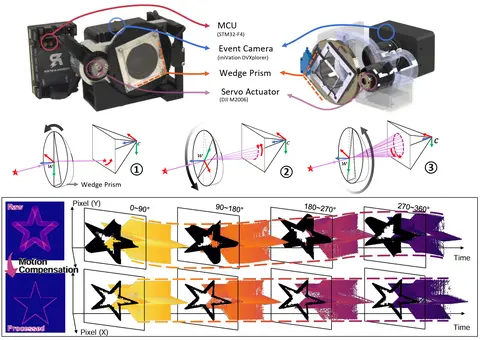 MCU
(STM32-F4)
Event Camera
(iniVation DVXplorer)
Wedge Prism
Servo Actuator
(DJI M2006)
W
C
①
Wedge Prism
W
C
②
W
C
③
Raw
Motion
Compensation
Processed
Pixel (Y)
0~90°
90~180°
180~270°
270~360°
Time
Time
Pixel (X)